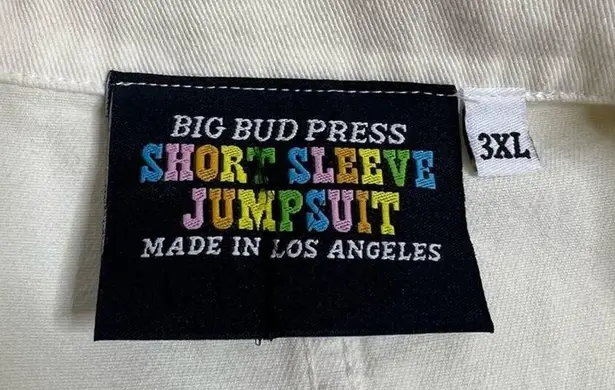 BIG BUD PRESS
SHORT SLEEVE
JUMPSUIT
MADE IN LOS ANGELES
3XL